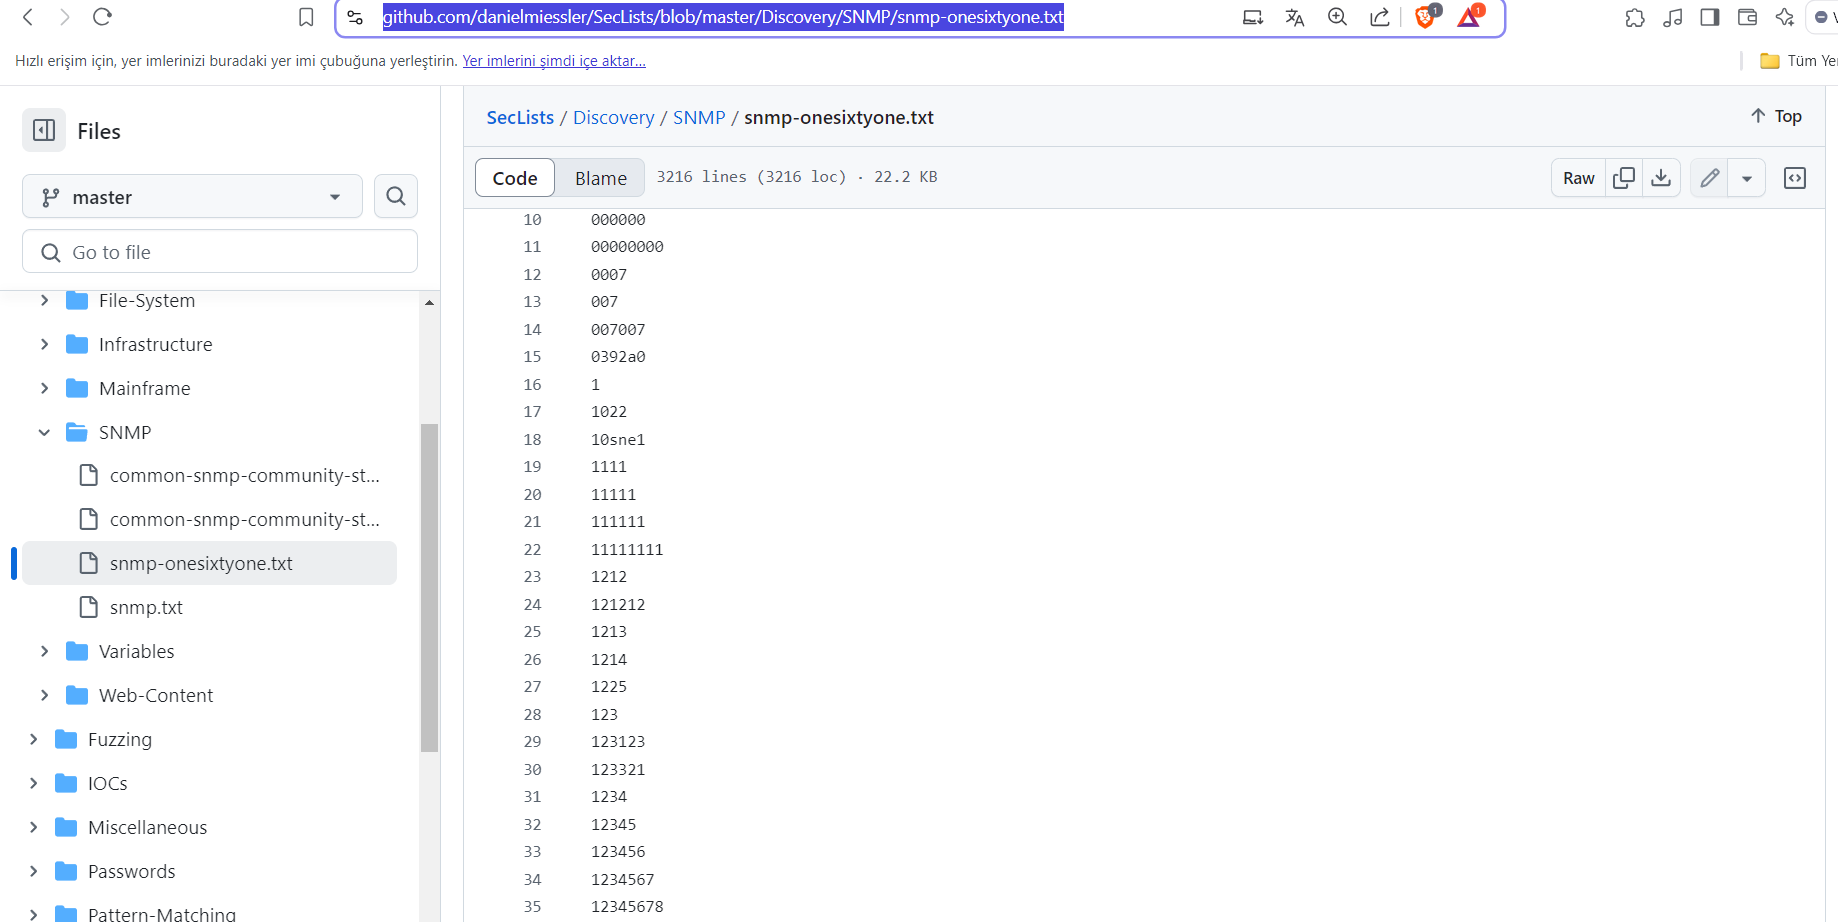 github.com/danielmiessler/SecLists/blob/master/Discovery/SNMP/snmp-onesixtyone.txt
1
1
V
Hızlı erişim için, yer imlerinizi buradaki yer imi çubuğuna yerleştirin. Yer imlerini şimdi içe aktar...
Tüm Yer
Files
master
Go to file
File-System
Infrastructure
Mainframe
SNMP
common-snmp-community-st...
common-snmp-community-st...
snmp-onesixtyone.txt
snmp.txt
Variables
Web-Content
Fuzzing
IOCs
Miscellaneous
Passwords
Pattern-Matching
SecLists / Discovery / SNMP / snmp-onesixtyone.txt
Top
Code Blame 3216 lines (3216 loc) · 22.2 KB
Raw
10 000000
11 00000000
12 0007
13 007
14 007007
15 0392a0
16 1
17 1022
18 10sne1
19 1111
20 11111
21 111111
22 11111111
23 1212
24 121212
25 1213
26 1214
27 1225
28 123
29 123123
30 123321
31 1234
32 12345
33 123456
34 1234567
35 12345678